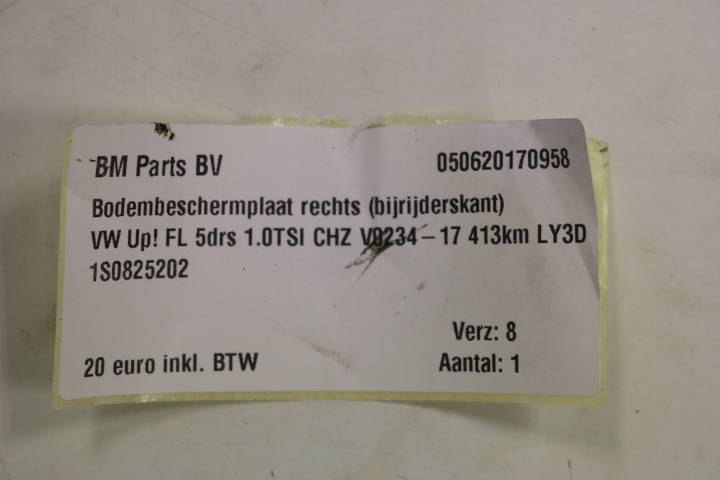 BM Parts BV 050620170958
Bodembeschermplaat rechts (bijrijderskant)
VW Up! FL 5drs 1.0TSI CHZ V0234-17 413km LY3D
1S0825202
Verz: 8
20 euro inkl. BTW Aantal: 1